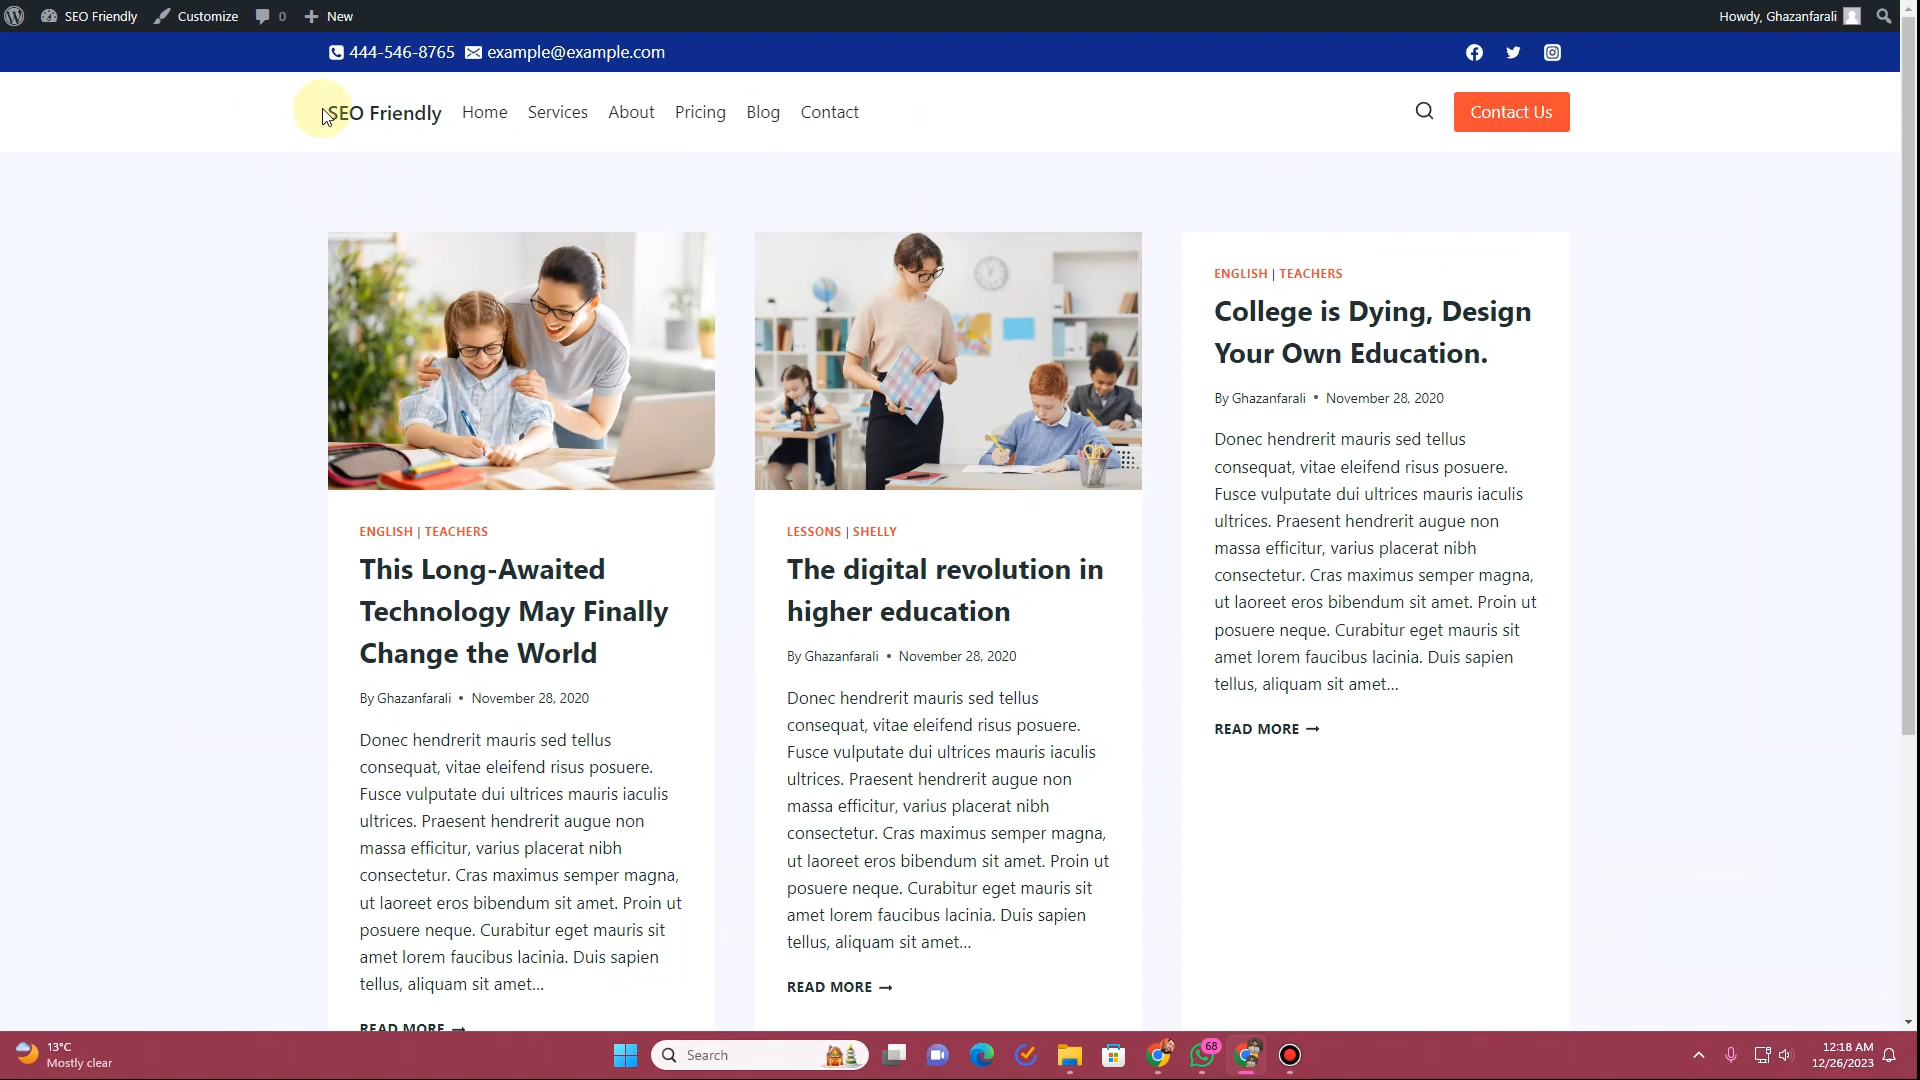 SEO Friendly Customize 0 New Howdy, Ghazanfarali
444-546-8765 example@example.com
SEO Friendly Home Services About Pricing Blog Contact Contact Us
ENGLISH | TEACHERS
This Long-Awaited
Technology May Finally
Change the World
By Ghazanfarali • November 28, 2020
Donec hendrerit mauris sed tellus
consequat, vitae eleifend risus posuere.
Fusce vulputate dui ultrices mauris iaculis
ultrices. Praesent hendrerit augue non
massa efficitur, varius placerat nibh
consectetur. Cras maximus semper magna,
ut laoreet eros bibendum sit amet. Proin ut
posuere neque. Curabitur eget mauris sit
amet lorem faucibus lacinia. Duis sapien
tellus, aliquam sit amet...
READ MORE →
LESSONS | SHELLY
The digital revolution in
higher education
By Ghazanfarali • November 28, 2020
Donec hendrerit mauris sed tellus
consequat, vitae eleifend risus posuere.
Fusce vulputate dui ultrices mauris iaculis
ultrices. Praesent hendrerit augue non
massa efficitur, varius placerat nibh
consectetur. Cras maximus semper magna,
ut laoreet eros bibendum sit amet. Proin ut
posuere neque. Curabitur eget mauris sit
amet lorem faucibus lacinia. Duis sapien
tellus, aliquam sit amet...
READ MORE →
ENGLISH | TEACHERS
College is Dying, Design
Your Own Education.
By Ghazanfarali • November 28, 2020
Donec hendrerit mauris sed tellus
consequat, vitae eleifend risus posuere.
Fusce vulputate dui ultrices mauris iaculis
ultrices. Praesent hendrerit augue non
massa efficitur, varius placerat nibh
consectetur. Cras maximus semper magna,
ut laoreet eros bibendum sit amet. Proin ut
posuere neque. Curabitur eget mauris sit
amet lorem faucibus lacinia. Duis sapien
tellus, aliquam sit amet...
READ MORE →
13°C
Mostly clear
Search
68
12:18 AM
12/26/2023